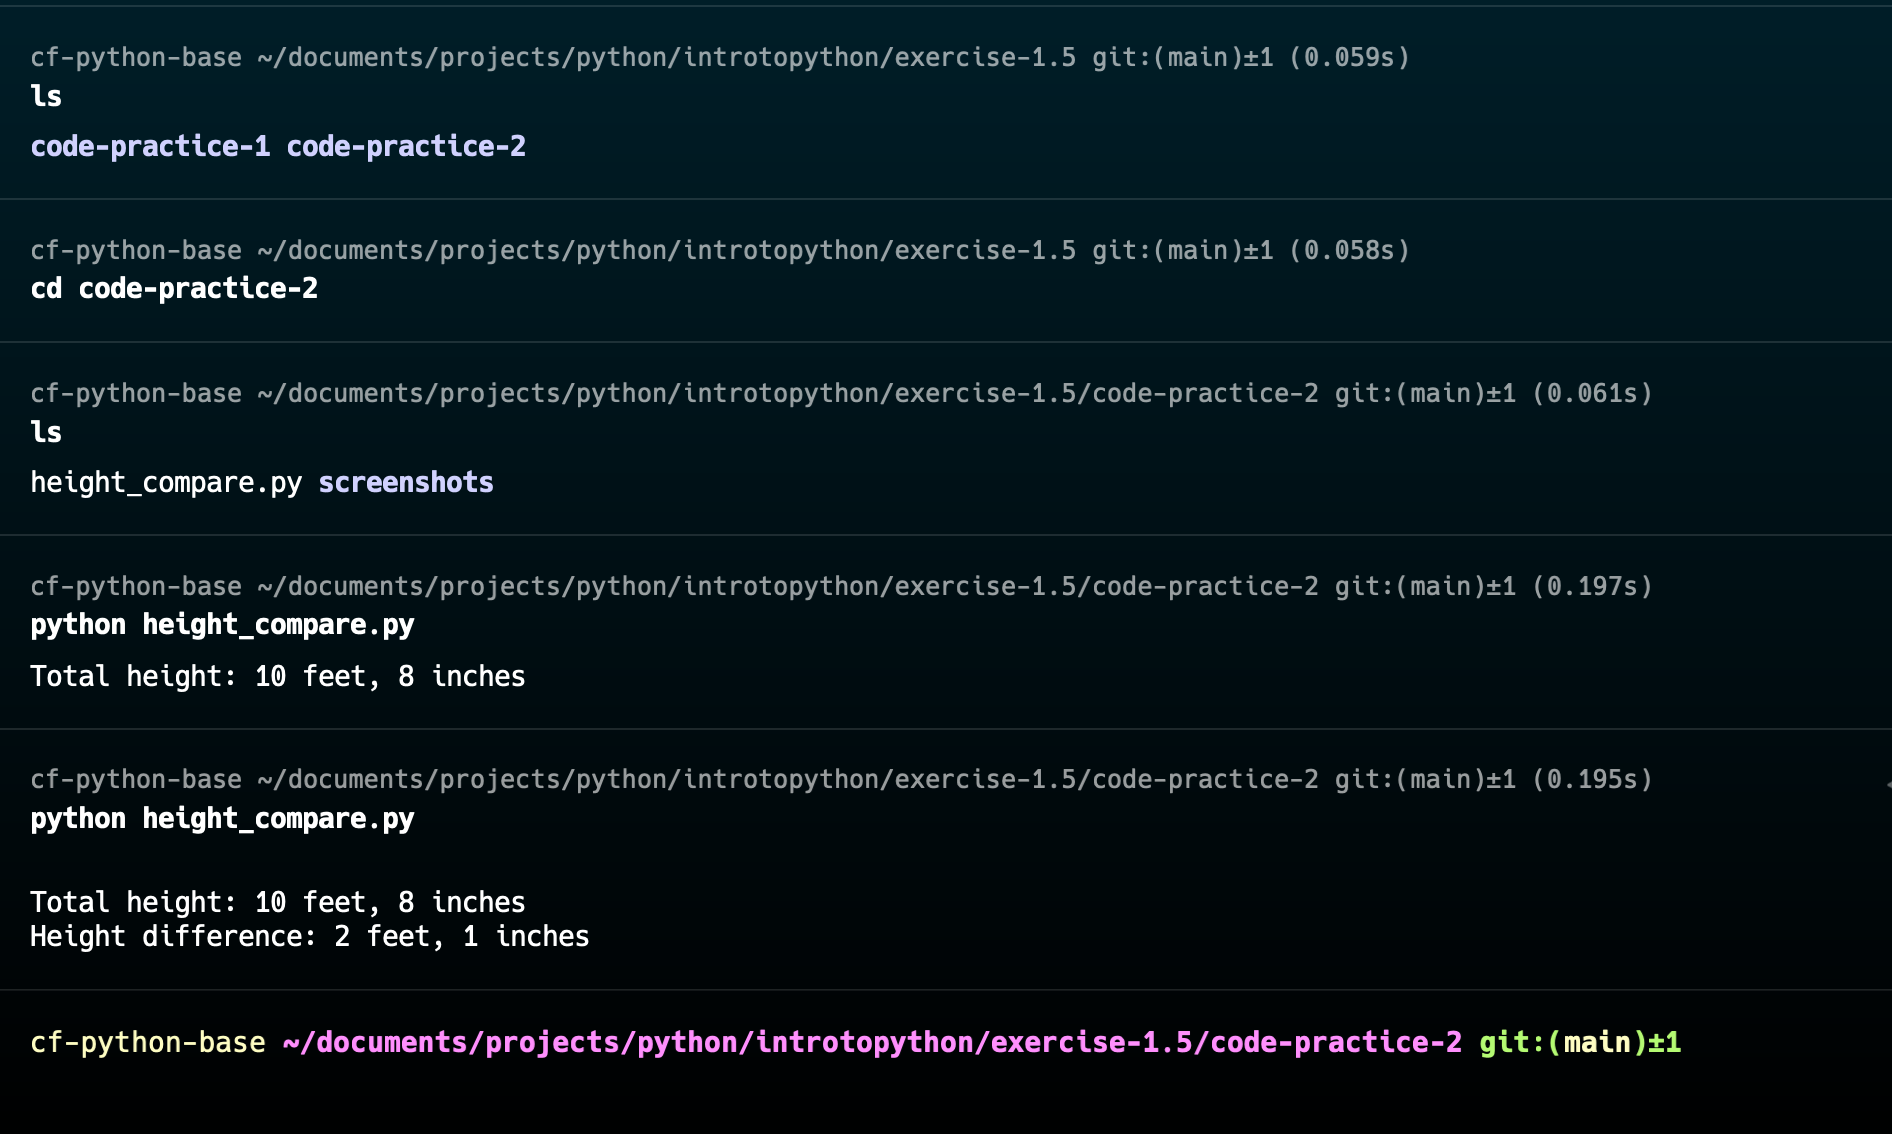 cf-python-base ~/documents/projects/python/introtopython/exercise-1.5 git:(main)±1 (0.059s)
ls
code-practice-1 code-practice-2
cf-python-base ~/documents/projects/python/introtopython/exercise-1.5 git:(main)±1 (0.058s)
cd code-practice-2
cf-python-base ~/documents/projects/python/introtopython/exercise-1.5/code-practice-2 git:(main)±1 (0.061s)
ls
height_compare.py screenshots
cf-python-base ~/documents/projects/python/introtopython/exercise-1.5/code-practice-2 git:(main)±1 (0.197s)
python height_compare.py
Total height: 10 feet, 8 inches
cf-python-base ~/documents/projects/python/introtopython/exercise-1.5/code-practice-2 git:(main)±1 (0.195s)
python height_compare.py
Total height: 10 feet, 8 inches
Height difference: 2 feet, 1 inches
cf-python-base ~/documents/projects/python/introtopython/exercise-1.5/code-practice-2 git:(main)±1